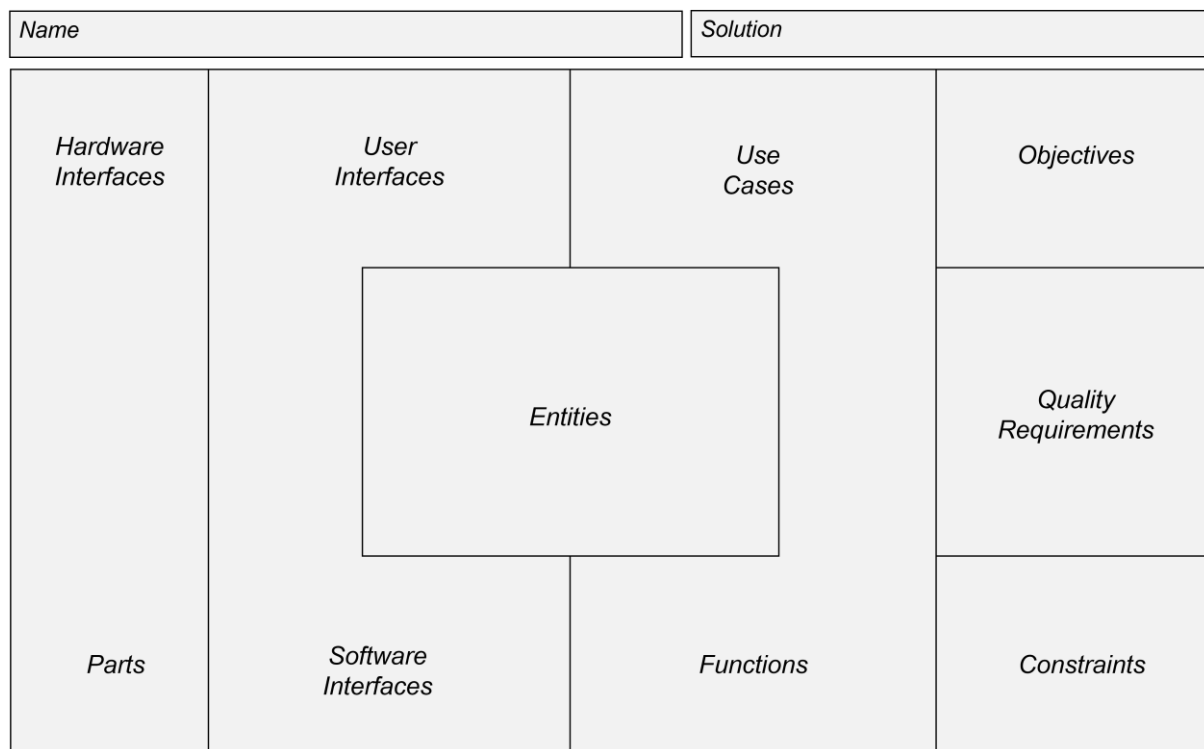 Name
Solution
Hardware
Interfaces
User
Interfaces
Use
Cases
Objectives
Entities
Quality
Requirements
Parts
Software
Interfaces
Functions
Constraints